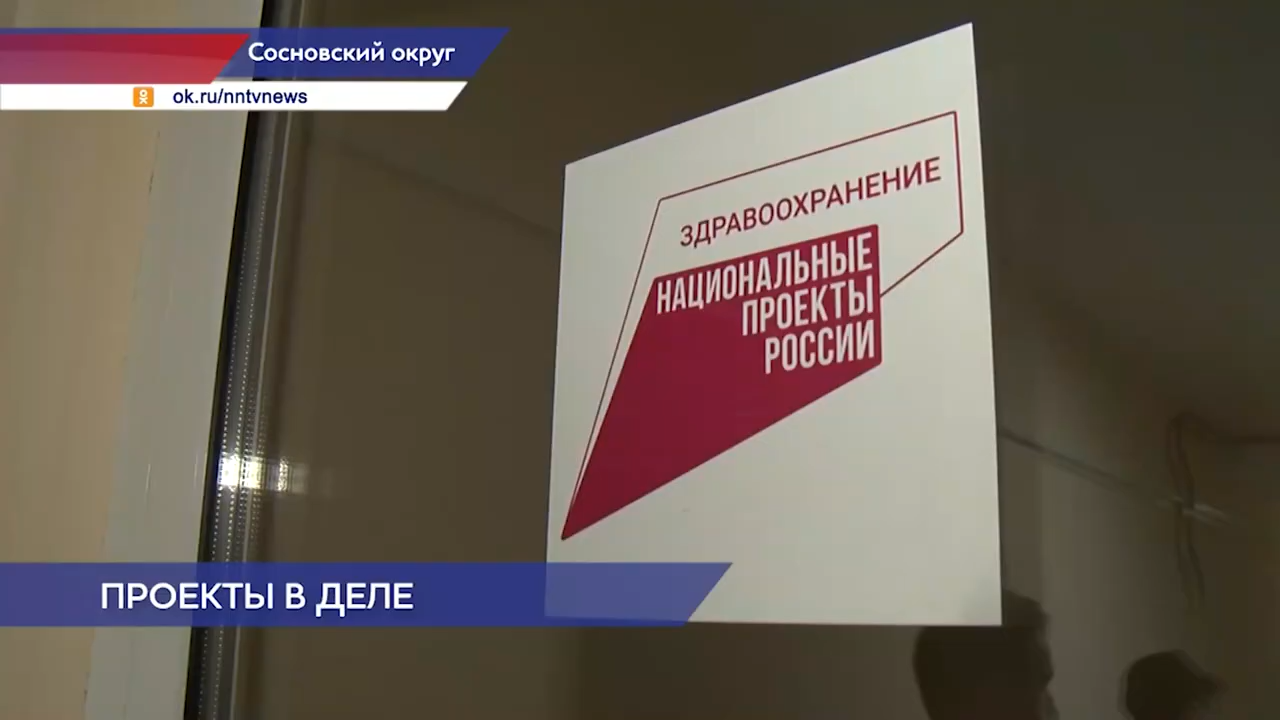 Сосновский округ
ok.ru/nntvnews
ЗДРАВООХРАНЕНИЕ
НАЦИОНАЛЬНЫЕ
ПРОЕКТЫ
РОССИИ
ПРОЕКТЫ В ДЕЛЕ